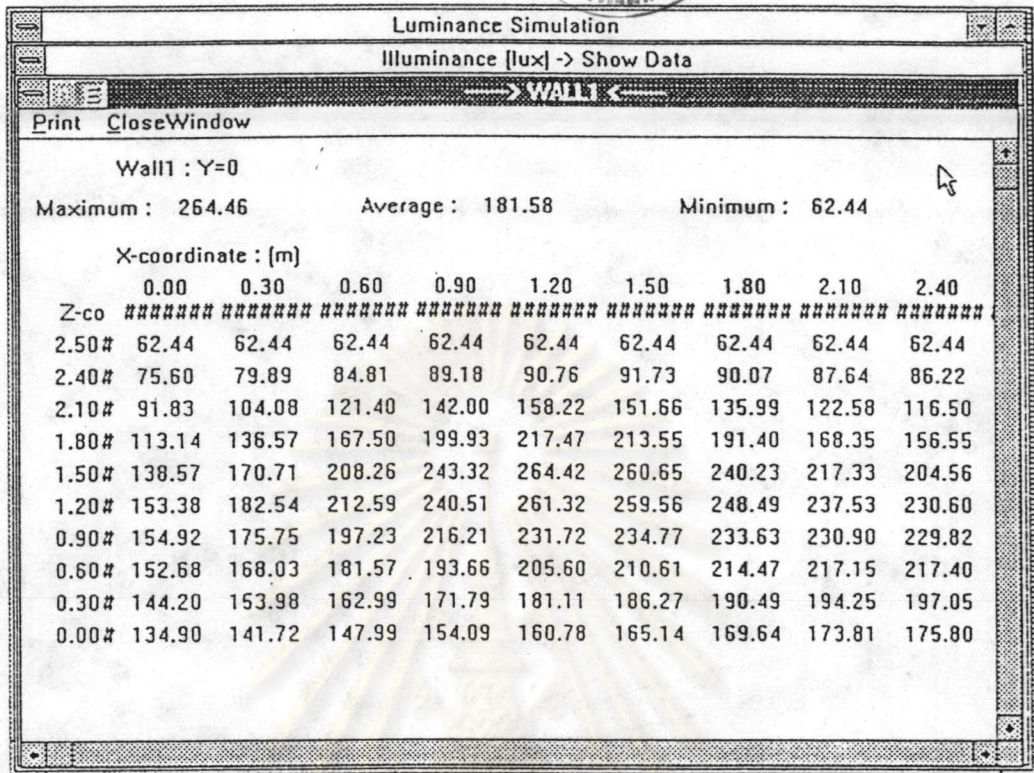 Luminance Simulation
Illuminance [lux] -> Show Data
---> WALL1 <---
Print CloseWindow
Wall1 : Y=0
Maximum : 264.46 Average : 181.58 Minimum : 62.44
X-coordinate : (m)
0.00 0.30 0.60 0.90 1.20 1.50 1.80 2.10 2.40
Z-co ####### ####### ####### ####### ####### ####### ####### ####### #######
2.50# 62.44 62.44 62.44 62.44 62.44 62.44 62.44 62.44 62.44
2.40# 75.60 79.89 84.81 89.18 90.76 91.73 90.07 87.64 86.22
2.10# 91.83 104.08 121.40 142.00 158.22 151.66 135.99 122.58 116.50
1.80# 113.14 136.57 167.50 199.93 217.47 213.55 191.40 168.35 156.55
1.50# 138.57 170.71 208.26 243.32 264.42 260.65 240.23 217.33 204.56
1.20# 153.38 182.54 212.59 240.51 261.32 259.56 248.49 237.53 230.60
0.90# 154.92 175.75 197.23 216.21 231.72 234.77 233.63 230.90 229.82
0.60# 152.68 168.03 181.57 193.66 205.60 210.61 214.47 217.15 217.40
0.30# 144.20 153.98 162.99 171.79 181.11 186.27 190.49 194.25 197.05
0.00# 134.90 141.72 147.99 154.09 160.78 165.14 169.64 173.81 175.80